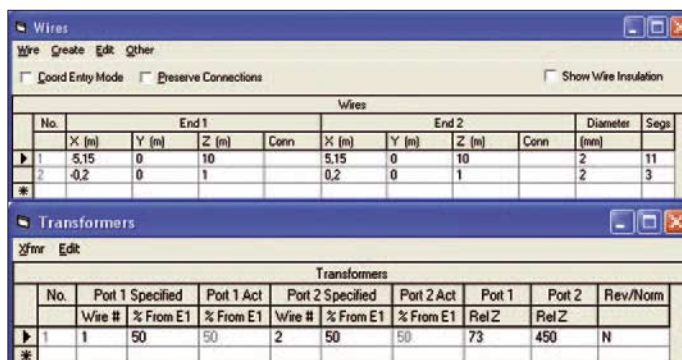 Wires
Wire Create Edit Other
Coord Entry Mode Preserve Connections Show Wire Insulation
Wires
No. End 1 End 2 Diameter Segs
X (m) Y (m) Z (m) Conn X (m) Y (m) Z (m) Conn (mm)
1 -5,15 0 10 5,15 0 10 2 11
2 -0,2 0 1 0,2 0 1 2 3
Transformers
Xfmr Edit
Transformers
No. Port 1 Specified Port 1 Act Port 2 Specified Port 2 Act Port 1 Port 2 Rev/Norm
Wire # % From E1 % From E1 Wire # % From E1 % From E1 Rel Z Rel Z
1 1 50 50 2 50 50 73 450 N